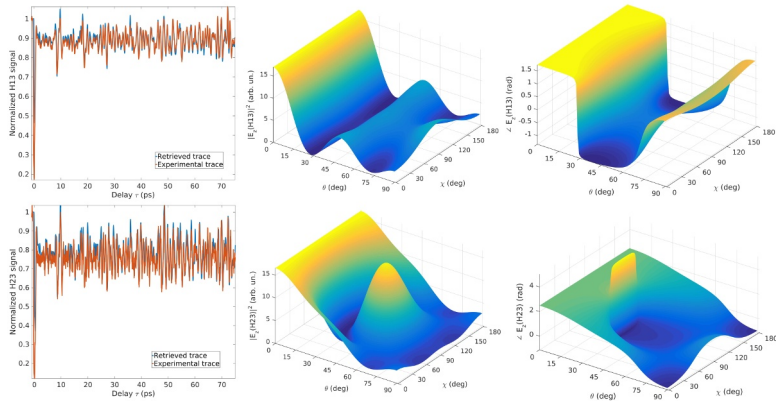 1
0.9
0.8
0.7
0.6
0.5
0.4
0.3
0.2
Normalized H13 signal
Retrieved trace
Experimental trace
0 10 20 30 40 50 60 70
Delay τ (ps)
|E_z(H13)|² (arb. un.)
15
10
5
0
0 15 30 45 60 75 90
θ (deg)
0 30 60 90 120 150 180
χ (deg)
∠ E_z(H13) (rad)
1.5
1
0.5
0
-0.5
-1
0 15 30 45 60 75 90
θ (deg)
0 30 60 90 120 150 180
χ (deg)
1
0.9
0.8
0.7
0.6
0.5
0.4
0.3
0.2
Normalized H23 signal
Retrieved trace
Experimental trace
0 10 20 30 40 50 60 70
Delay τ (ps)
|E_z(H23)|² (arb. un.)
15
10
5
0
0 15 30 45 60 75 90
θ (deg)
0 30 60 90 120 150 180
χ (deg)
∠ E_z(H23) (rad)
4
2
0
0 15 30 45 60 75 90
θ (deg)
0 30 60 90 120 150 180
χ (deg)